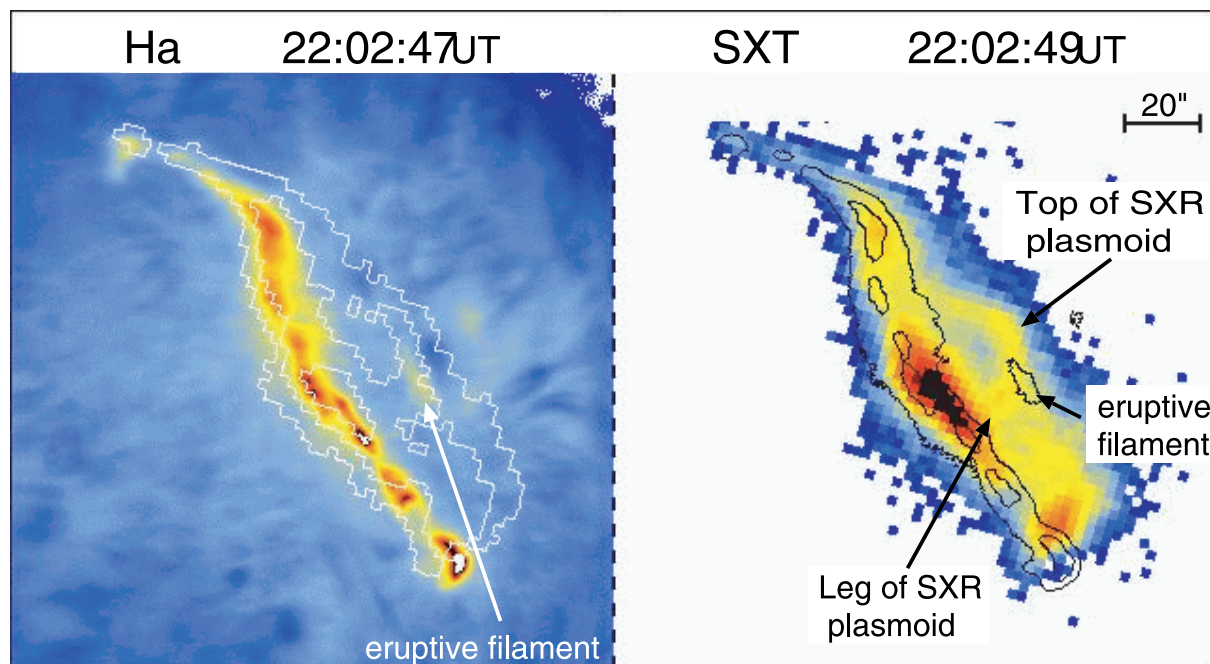 Ha 22:02:47UT
SXT 22:02:49UT
20"
Top of SXR
plasmoid
eruptive
filament
Leg of SXR
plasmoid
eruptive filament